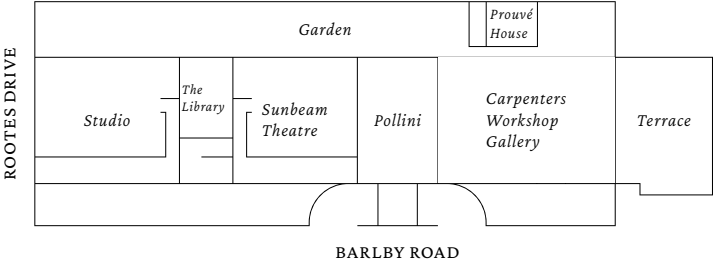 Prouvé
House
Garden
ROOTES DRIVE
The
Library
Studio
Sunbeam
Theatre
Pollini
Carpenters
Workshop
Gallery
Terrace
BARLBY ROAD